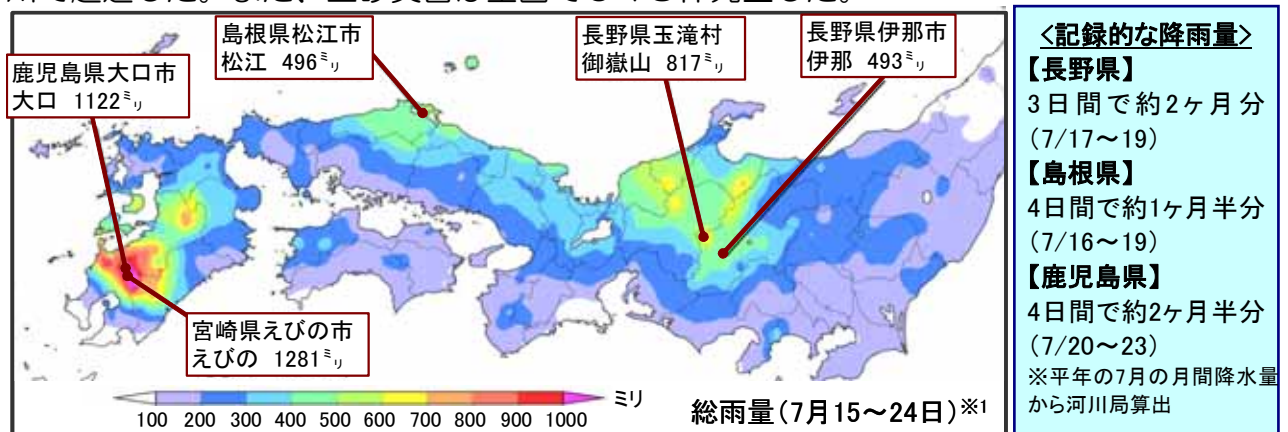 島根県松江市
松江 496ミリ
長野県玉滝村
御嶽山 817ミリ
長野県伊那市
伊那 493ミリ
鹿児島県大口市
大口 1122ミリ
宮崎県えびの市
えびの 1281ミリ
100 200 300 400 500 600 700 800 900 1000
ミリ
総雨量(7月15～24日)※1
<記録的な降雨量>
【長野県】
3日間で約2ヶ月分
(7/17～19)
【島根県】
4日間で約1ヶ月半分
(7/16～19)
【鹿児島県】
4日間で約2ヶ月半分
(7/20～23)
※平年の7月の月間降水量
から河川局算出